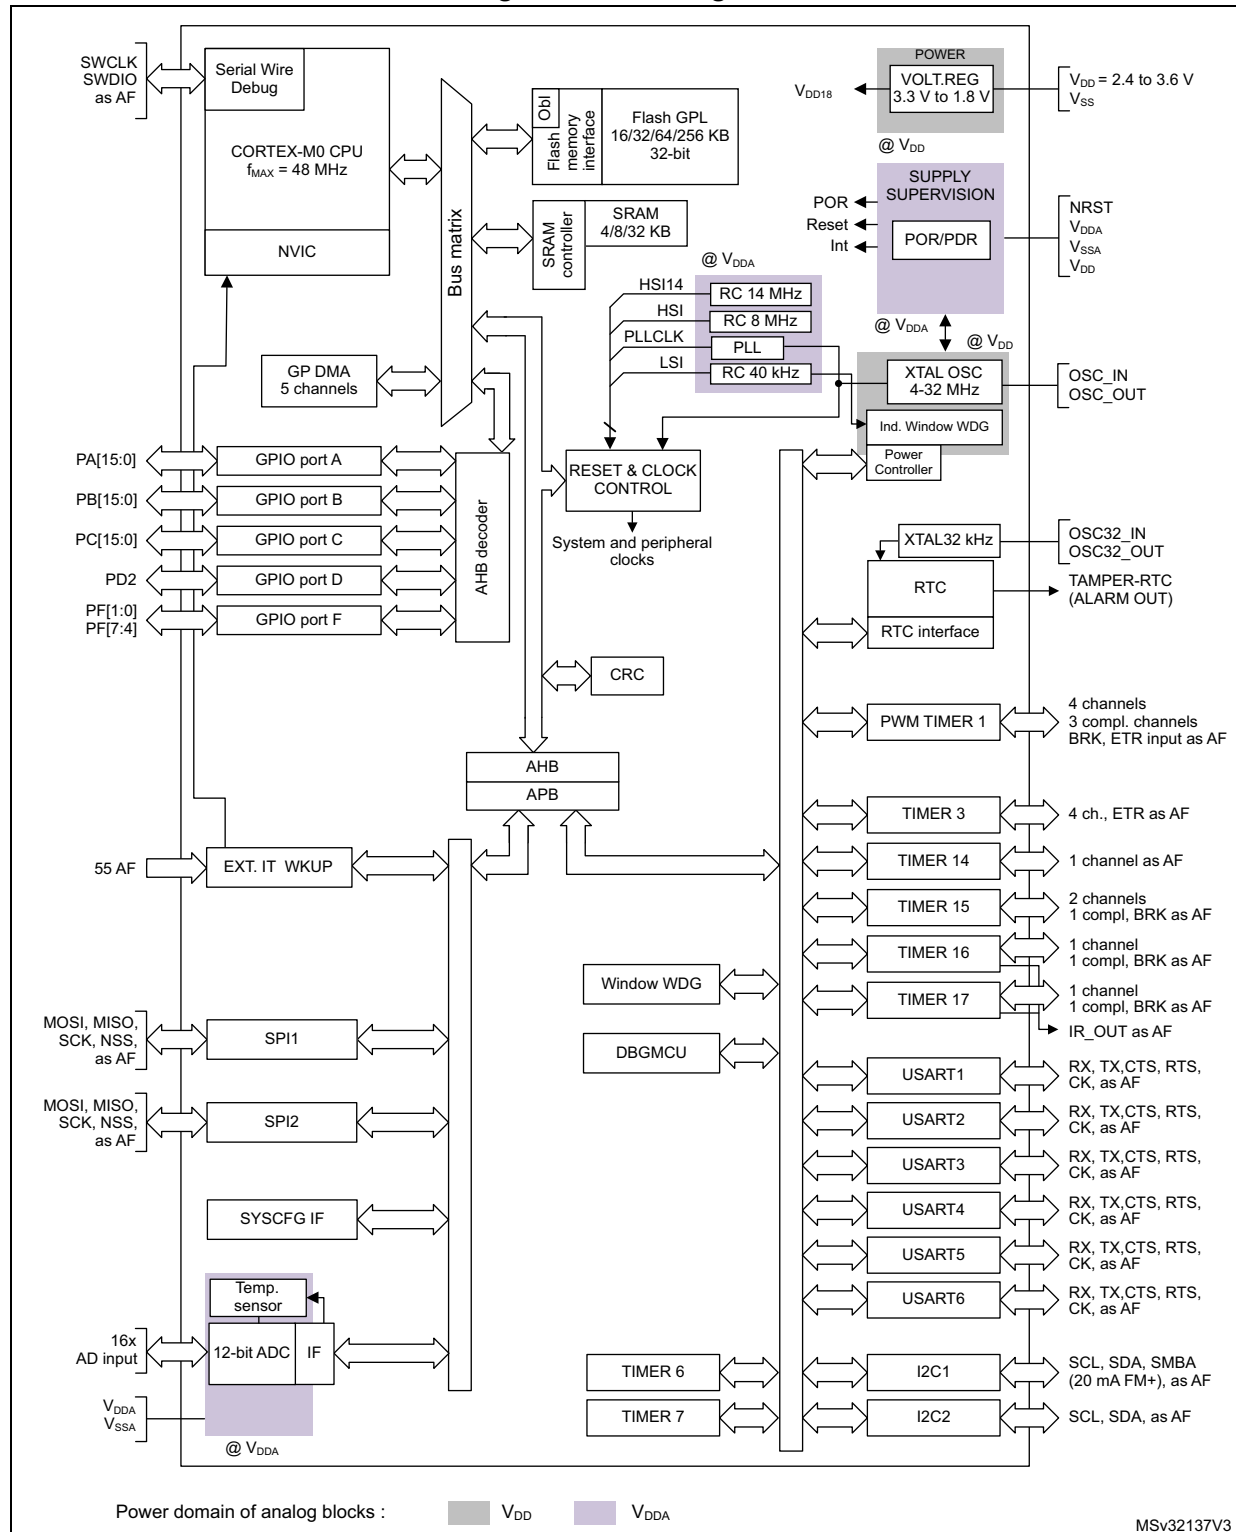 SWCLK
SWDIO
as AF
Serial Wire
Debug
CORTEX-M0 CPU
fMAX = 48 MHz
NVIC
Bus matrix
Obl
Flash
memory
interface
Flash GPL
16/32/64/256 KB
32-bit
SRAM
controller
SRAM
4/8/32 KB
POWER
VOLT.REG
3.3 V to 1.8 V
VDD18
VDD = 2.4 to 3.6 V
VSS
@ VDD
SUPPLY
SUPERVISION
POR
Reset
Int
POR/PDR
NRST
VDDA
VSSA
VDD
@ VDDA
@ VDDA
@ VDD
HSI14
HSI
PLLCLK
LSI
RC 14 MHz
RC 8 MHz
PLL
RC 40 kHz
XTAL OSC
4-32 MHz
OSC_IN
OSC_OUT
Ind. Window WDG
Power
Controller
GP DMA
5 channels
PA[15:0]
GPIO port A
PB[15:0]
GPIO port B
PC[15:0]
GPIO port C
PD2
GPIO port D
PF[1:0]
PF[7:4]
GPIO port F
AHB decoder
RESET & CLOCK
CONTROL
System and peripheral
clocks
XTAL32 kHz
OSC32_IN
OSC32_OUT
RTC
TAMPER-RTC
(ALARM OUT)
RTC interface
CRC
PWM TIMER 1
4 channels
3 compl. channels
BRK, ETR input as AF
AHB
APB
TIMER 3
4 ch., ETR as AF
55 AF
EXT. IT WKUP
TIMER 14
1 channel as AF
TIMER 15
2 channels
1 compl, BRK as AF
TIMER 16
1 channel
1 compl, BRK as AF
Window WDG
TIMER 17
1 channel
1 compl, BRK as AF
IR_OUT as AF
MOSI, MISO,
SCK, NSS,
as AF
SPI1
DBGMCU
USART1
RX, TX,CTS, RTS,
CK, as AF
MOSI, MISO,
SCK, NSS,
as AF
SPI2
USART2
RX, TX,CTS, RTS,
CK, as AF
USART3
RX, TX,CTS, RTS,
CK, as AF
SYSCFG IF
USART4
RX, TX,CTS, RTS,
CK, as AF
USART5
RX, TX,CTS, RTS,
CK, as AF
USART6
RX, TX,CTS, RTS,
CK, as AF
Temp.
sensor
16x
AD input
12-bit ADC
IF
TIMER 6
I2C1
SCL, SDA, SMBA
(20 mA FM+), as AF
VDDA
VSSA
TIMER 7
I2C2
SCL, SDA, as AF
@ VDDA
Power domain of analog blocks :
VDD
VDDA
MSv32137V3